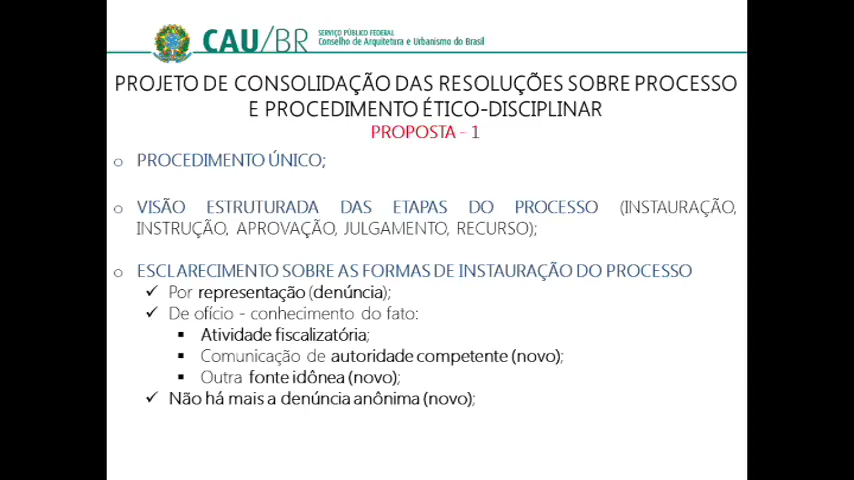 CAU/BR
SERVIÇO PÚBLICO FEDERAL
Conselho de Arquitetura e Urbanismo do Brasil
PROJETO DE CONSOLIDAÇÃO DAS RESOLUÇÕES SOBRE PROCESSO
E PROCEDIMENTO ÉTICO-DISCIPLINAR
PROPOSTA - 1
o PROCEDIMENTO ÚNICO;
o VISÃO ESTRUTURADA DAS ETAPAS DO PROCESSO (INSTAURAÇÃO,
INSTRUÇÃO, APROVAÇÃO, JULGAMENTO, RECURSO);
o ESCLARECIMENTO SOBRE AS FORMAS DE INSTAURAÇÃO DO PROCESSO
✓ Por representação (denúncia);
✓ De ofício - conhecimento do fato:
▪ Atividade fiscalizatória;
▪ Comunicação de autoridade competente (novo);
▪ Outra fonte idônea (novo);
✓ Não há mais a denúncia anônima (novo);